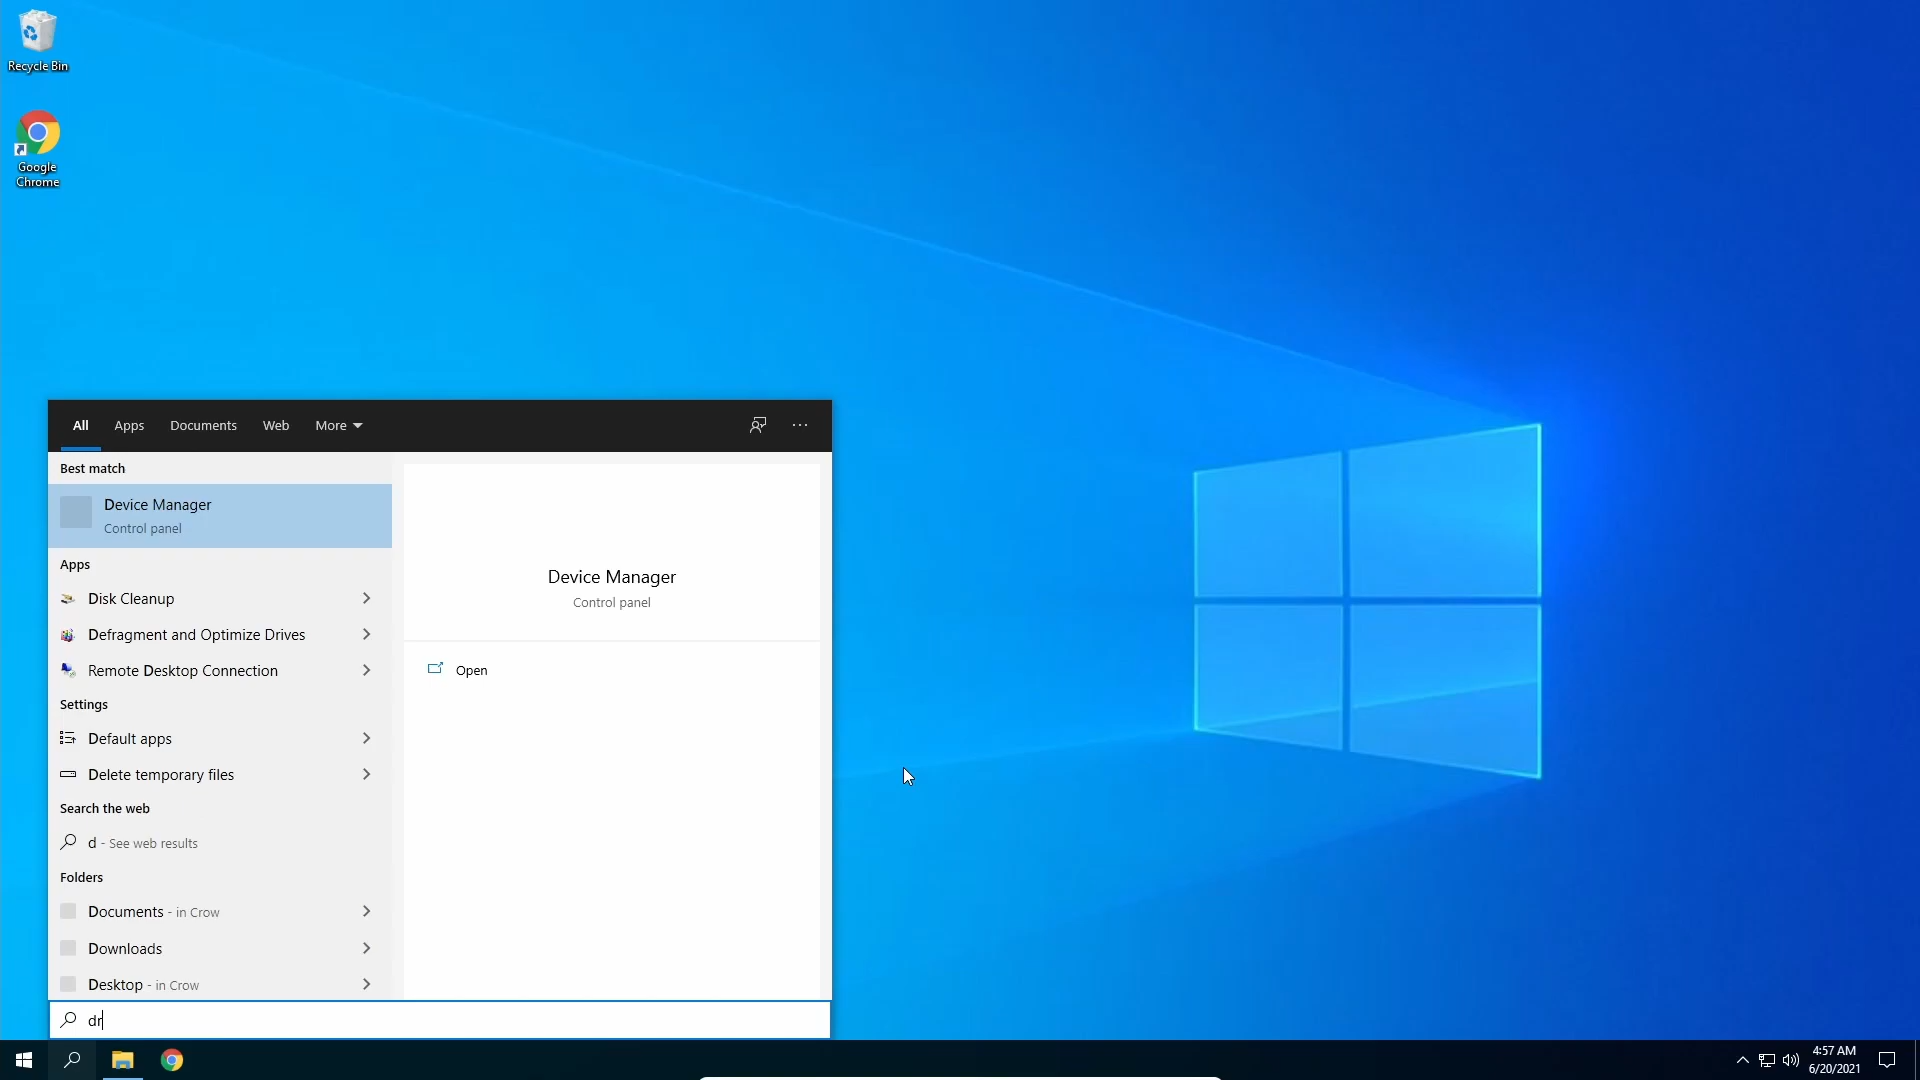 Recycle Bin
Google
Chrome
All
Apps
Documents
Web
More
Best match
Device Manager
Control panel
Apps
Disk Cleanup
Defragment and Optimize Drives
Remote Desktop Connection
Settings
Default apps
Delete temporary files
Search the web
d - See web results
Folders
Documents - in Crow
Downloads
Desktop - in Crow
dr
Device Manager
Control panel
Open
4:57 AM
6/20/2021